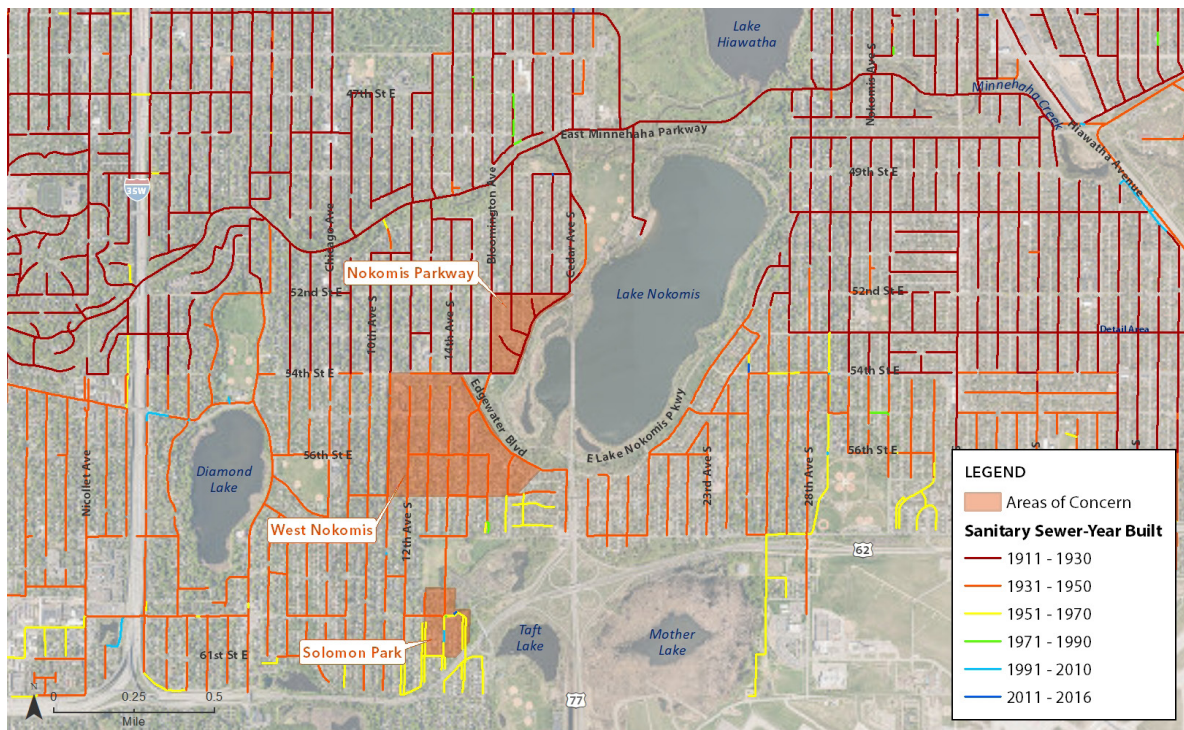 Lake
Hiawatha
Nokomis Ave S
47th St E
Minnehaha Creek
East Minnehaha Parkway
Hiawatha Avenue
49th St E
35W
Bloomington Ave
Chicago Ave
Cedar Ave S
Nokomis Parkway
52nd St E
Lake Nokomis
52nd St E
10th Ave S
14th Ave S
Detail Area
54th St E
54th St E
Edgewater Blvd
E Lake Nokomis Pkwy
56th St E
56th St E
Diamond
Lake
Nicollet Ave
23rd Ave S
28th Ave S
S
S
West Nokomis
12th Ave S
62
Solomon Park
61st St E
Taft
Lake
Mother
Lake
77
N
0 0.25 0.5
Mile
LEGEND
Areas of Concern
Sanitary Sewer-Year Built
1911 - 1930
1931 - 1950
1951 - 1970
1971 - 1990
1991 - 2010
2011 - 2016